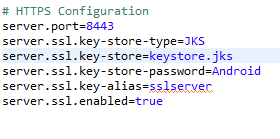 # HTTPS Configuration
server.port=8443
server.ssl.key-store-type=JKS
server.ssl.key-store=keystore.jks
server.ssl.key-store-password=Android
server.ssl.key-alias=sslserver
server.ssl.enabled=true